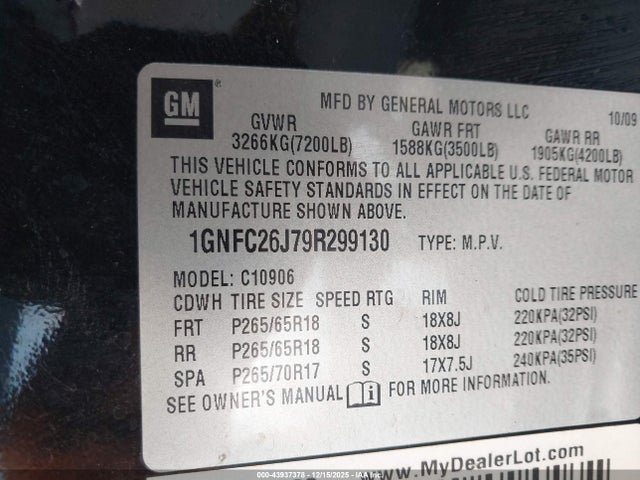 GM
MFD BY GENERAL MOTORS LLC 10/09
GVWR GAWR FRT GAWR RR
3266KG(7200LB) 1588KG(3500LB) 1905KG(4200LB)
THIS VEHICLE CONFORMS TO ALL APPLICABLE U.S. FEDERAL MOTOR
VEHICLE SAFETY STANDARDS IN EFFECT ON THE DATE OF
MANUFACTURE SHOWN ABOVE.
1GNFC26J79R299130 TYPE: M.P.V.
MODEL: C10906
CDWH TIRE SIZE SPEED RTG RIM COLD TIRE PRESSURE
FRT P265/65R18 S 18X8J 220KPA(32PSI)
RR P265/65R18 S 18X8J 220KPA(32PSI)
SPA P265/70R17 S 17X7.5J 240KPA(35PSI)
SEE OWNER'S MANUAL i FOR MORE INFORMATION.
www.MyDealerLot.com
000-43937378 - 12/15/2025 - COPART